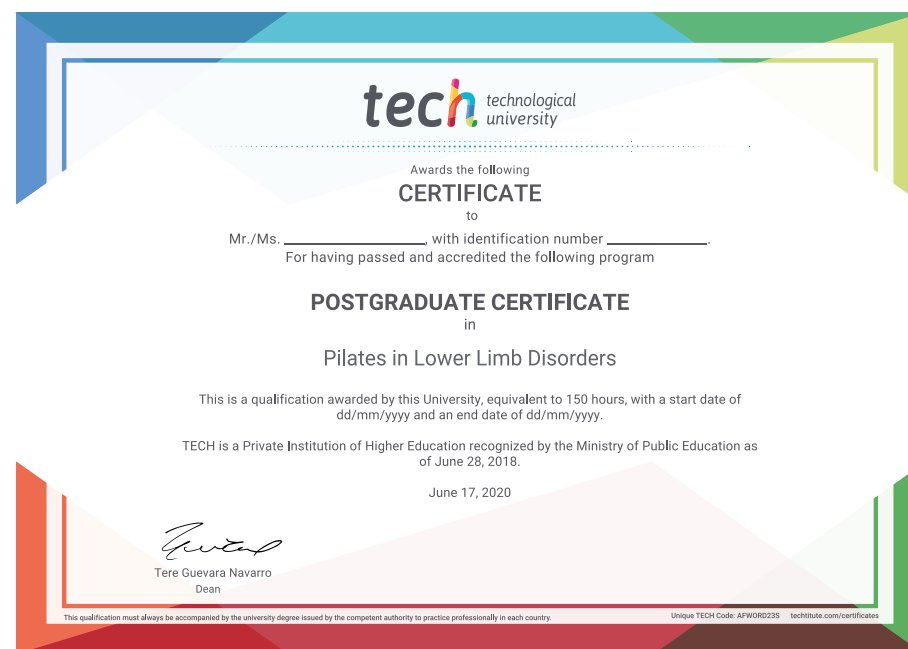 tech technological
university
Awards the following
CERTIFICATE
to
Mr./Ms. _______________, with identification number ___________.
For having passed and accredited the following program
POSTGRADUATE CERTIFICATE
in
Pilates in Lower Limb Disorders
This is a qualification awarded by this University, equivalent to 150 hours, with a start date of
dd/mm/yyyy and an end date of dd/mm/yyyy.
TECH is a Private Institution of Higher Education recognized by the Ministry of Public Education as
of June 28, 2018.
June 17, 2020
Tere Guevara Navarro
Dean
This qualification must always be accompanied by the university degree issued by the competent authority to practice professionally in each country.
Unique TECH Code: AFWORD23S techtitute.com/certificates